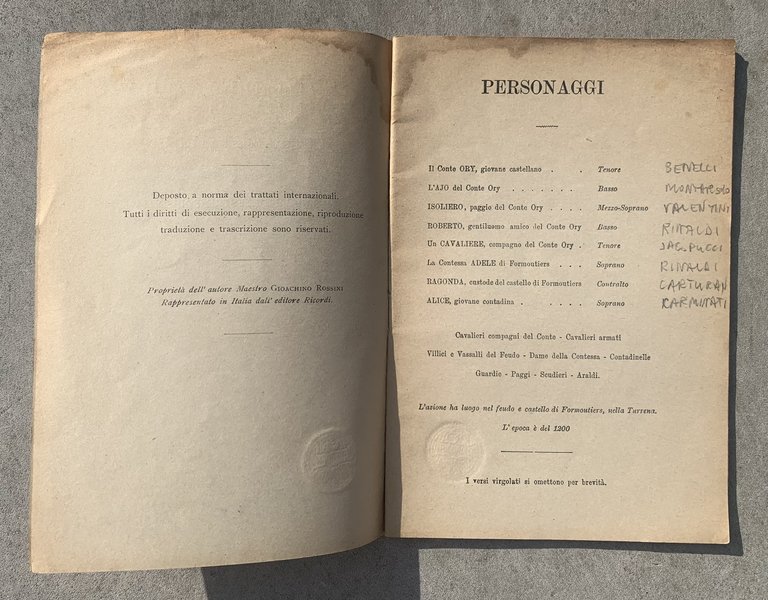 Deposto a norma dei trattati internazionali.
Tutti i diritti di esecuzione, rappresentazione, riproduzione
traduzione e trascrizione sono riservati.
Proprietà dell' autore Maestro GIOACHINO ROSSINI
Rappresentato in Italia dall' editore Ricordi.
PERSONAGGI
Il Conte ORY, giovane castellano . . Tenore BENELLI
L'AJO del Conte Ory . . . . . . . Basso MONTARSOLO
ISOLIERO, paggio del Conte Ory . . . . Mezzo-Soprano VALENTINI
ROBERTO, gentiluomo amico del Conte Ory Basso RINALDI
Un CAVALIERE, compagno del Conte Ory . Tenore
La Contessa ADELE di Formoutiers . . . Soprano RINALDI
RAGONDA, custode del castello di Formoutiers Contralto CARTURAN
ALICE, giovane contadina . . . . . . Soprano
Cavalieri compagni del Conte - Cavalieri armati
Villici e Vassalli del Feudo - Dame della Contessa - Contadinelle
Guardie - Paggi - Scudieri - Araldi.
L'azione ha luogo nel feudo e castello di Formoutiers, nella Turrena.
L' epoca è del 1200
I versi virgolati si omettono per brevità.